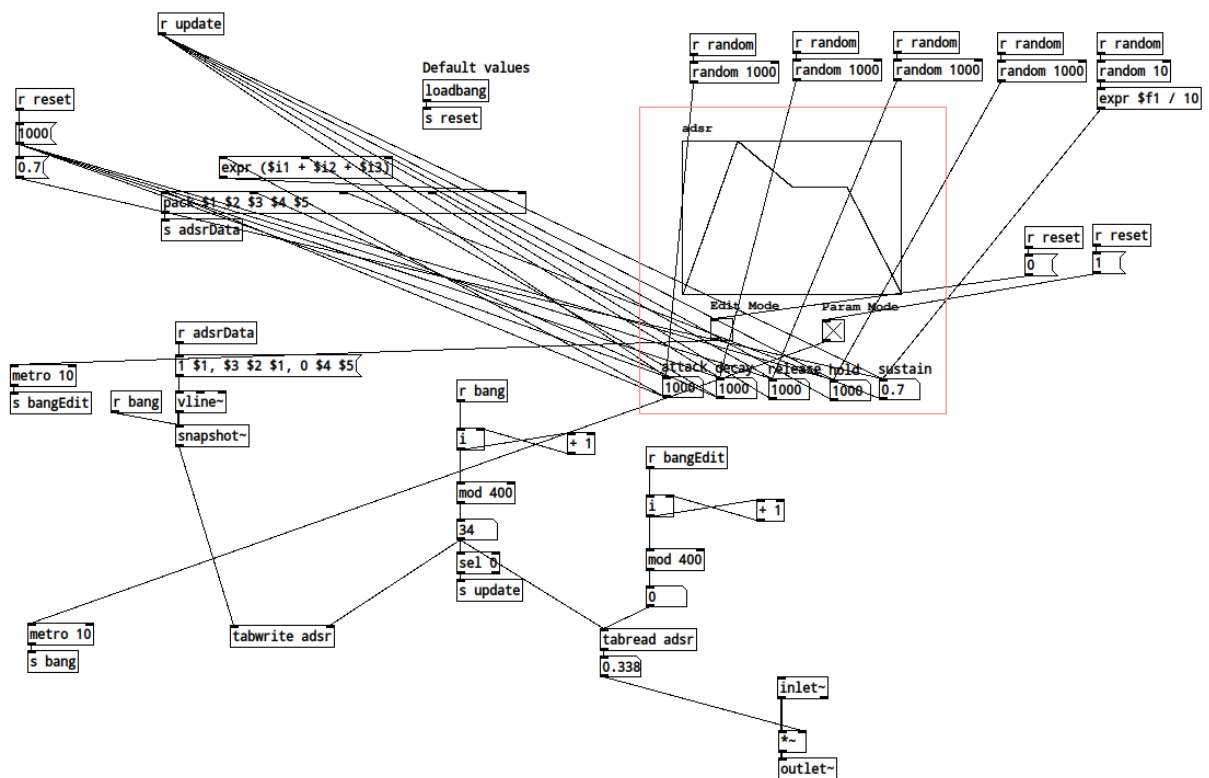 r update
r random
r random
r random
r random
r random
random 1000
random 1000
random 1000
random 1000
random 10
expr $f1 / 10
Default values
loadbang
s reset
r reset
1000
0.7
expr ($i1 + $i2 + $i3)
pack $1 $2 $3 $4 $5
s adsrData
adsr
r reset
r reset
0
1
Edit Mode
Param Mode
r adsrData
1 $1, $3 $2 $1, 0 $4 $5
metro 10
s bangEdit
r bang
vline~
snapshot~
attack
decay
release
hold
sustain
1000
1000
1000
1000
0.7
r bang
i
+ 1
mod 400
34
sel 0
s update
r bangEdit
i
+ 1
mod 400
0
metro 10
s bang
tabwrite adsr
tabread adsr
0.338
inlet~
*~
outlet~